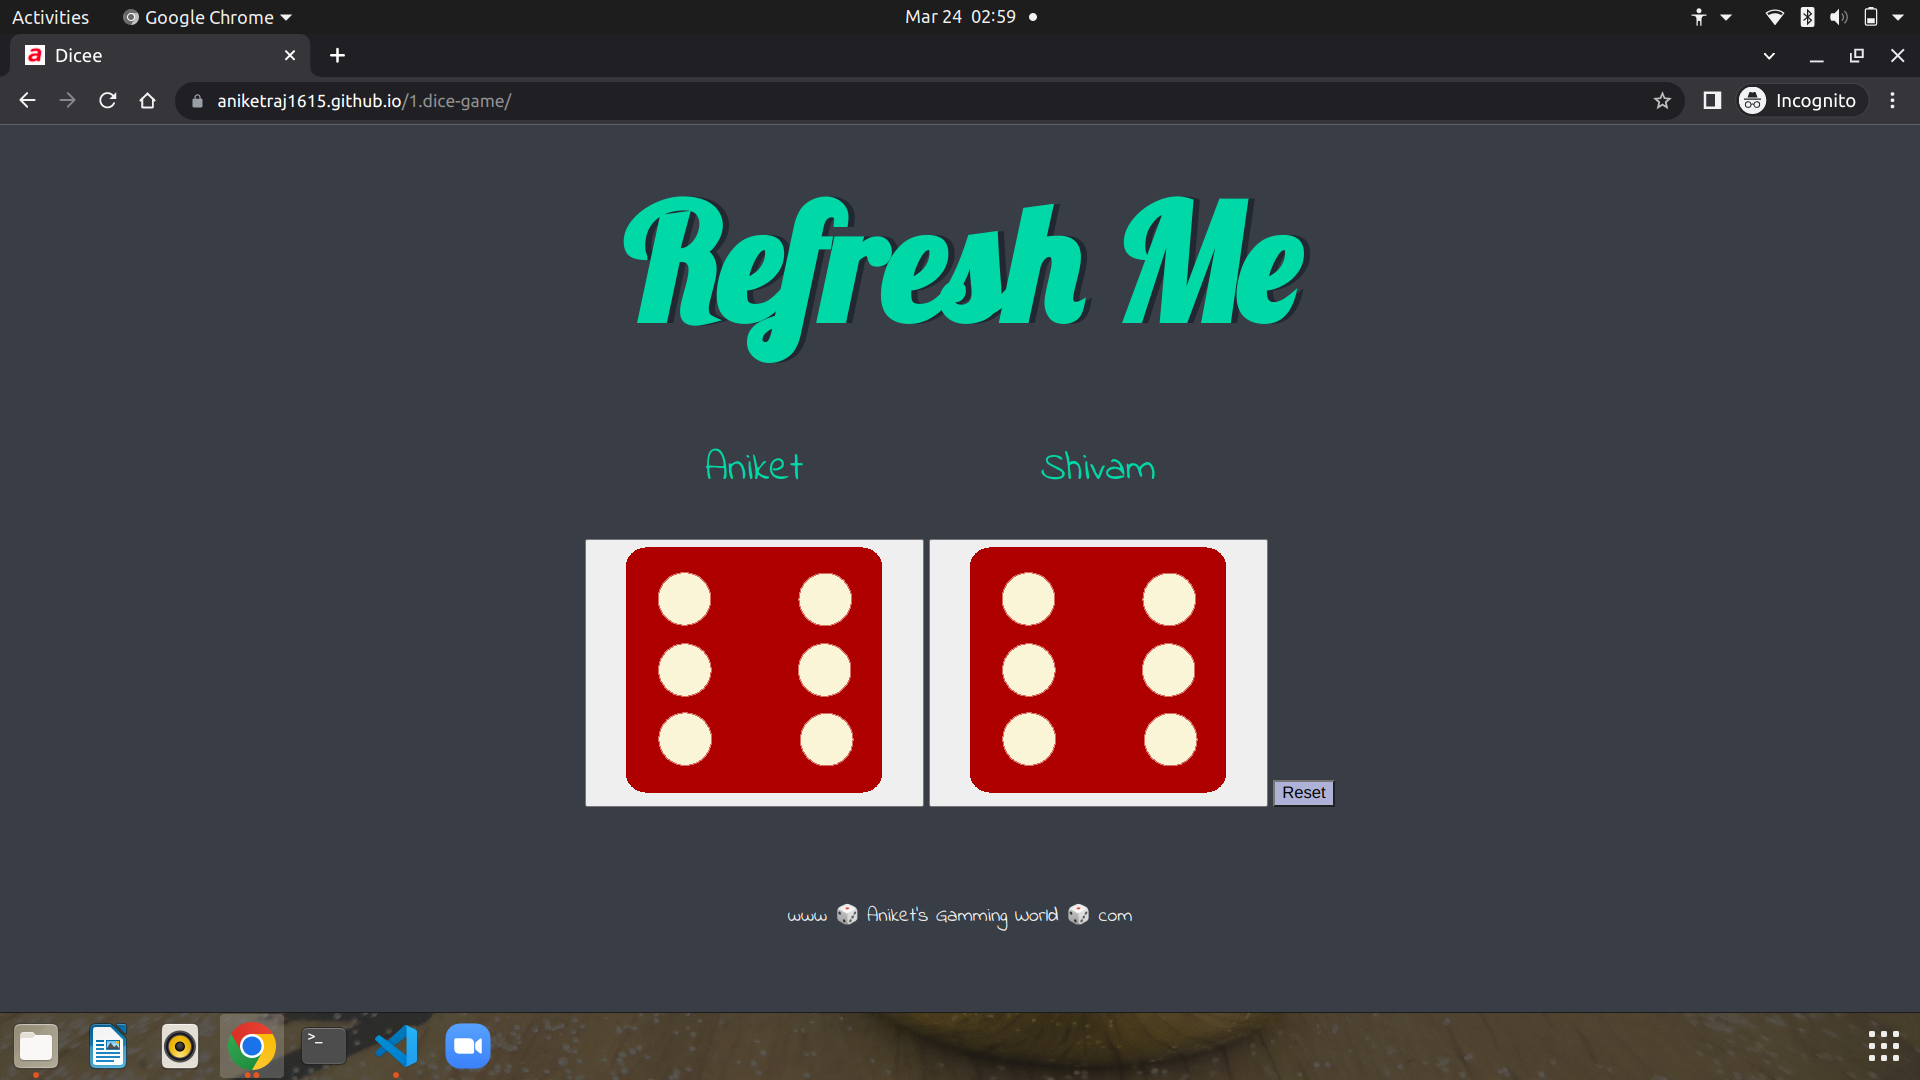 Activities Google Chrome Mar 24 02:59
a Dicee
aniketraj1615.github.io/1.dice-game/ Incognito
Refresh Me
Aniket Shivam
Reset
www 🎲 Aniket's Gamming World 🎲 com
>_